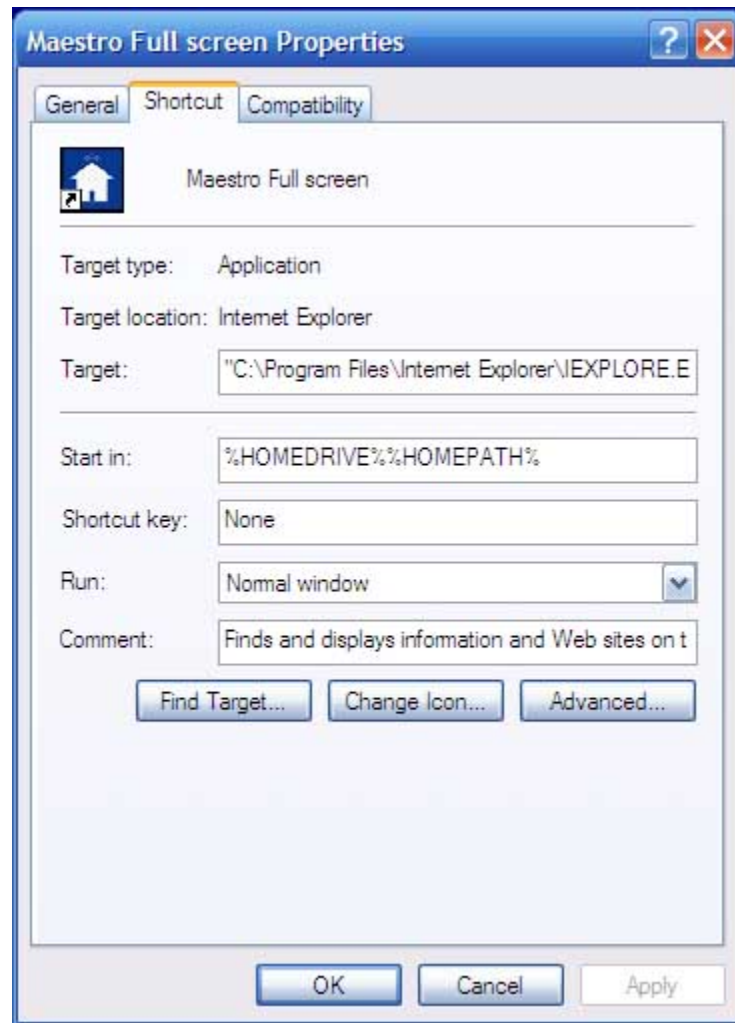 Maestro Full screen Properties
General Shortcut Compatibility
Maestro Full screen
Target type: Application
Target location: Internet Explorer
Target: "C:\Program Files\Internet Explorer\IEXPLORE.E
Start in: %HOMEDRIVE%%HOMEPATH%
Shortcut key: None
Run: Normal window
Comment: Finds and displays information and Web sites on t
Find Target... Change Icon... Advanced...
OK Cancel Apply